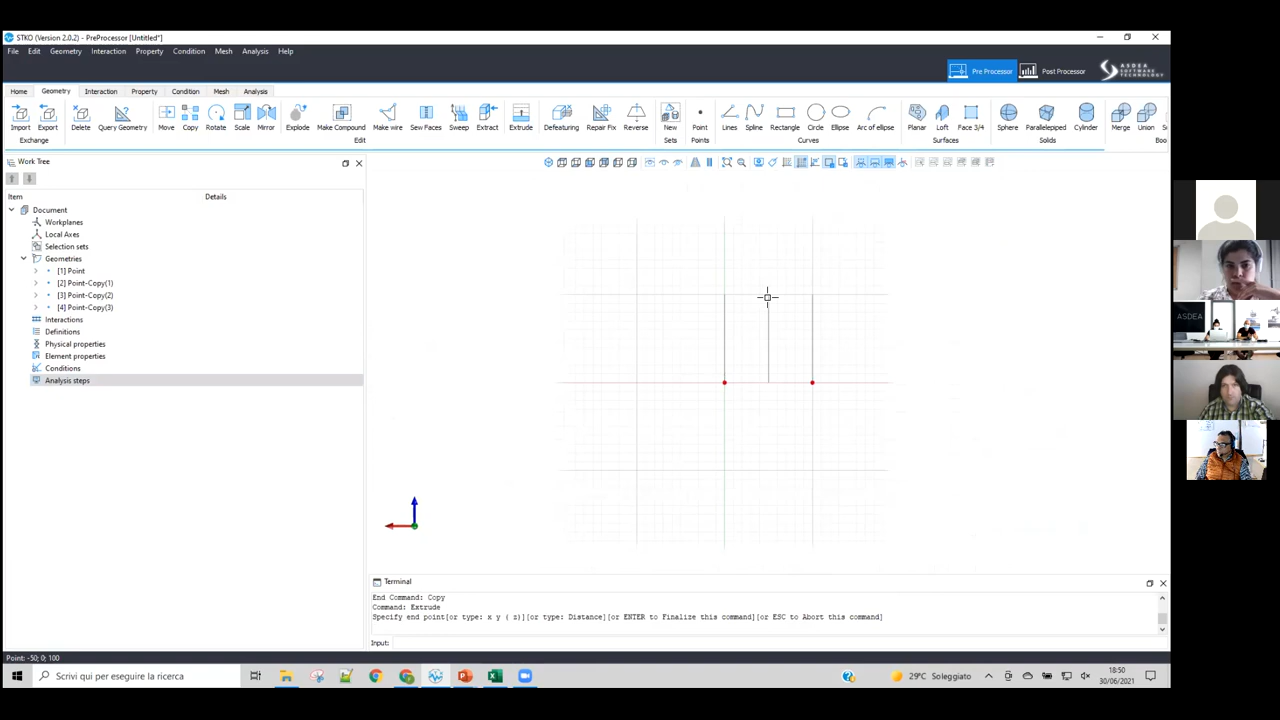 STKO (Version 2.0.2) - PreProcessor [Untitled*]
File Edit Geometry Interaction Property Condition Mesh Analysis Help
Pre Processor Post Processor ASDEA SOFTWARE TECHNOLOGY
Home Geometry Interaction Property Condition Mesh Analysis
Import Export Delete Query Geometry Move Copy Rotate Scale Mirror Explode Make Compound Make wire Sew Faces Sweep Extract Extrude Defeaturing Repair Fix Reverse New Sets Point Lines Spline Rectangle Circle Ellipse Arc of ellipse Planar Loft Face 3/4 Sphere Parallelepped Cylinder Merge Union S
Exchange Edit Sets Points Curves Surfaces Solids Boo
Work Tree
Item Details
Document
Workplanes
Local Axes
Selection sets
Geometries
[1] Point
[2] Point-Copy(1)
[3] Point-Copy(2)
[4] Point-Copy(3)
Interactions
Definitions
Physical properties
Element properties
Conditions
Analysis steps
ASDEA
Terminal
End Command: Copy
Command: Extrude
Specify end point[or type: x y ( z)][or type: Distance][or ENTER to Finalize this command][or ESC to Abort this command]
Input:
Point: -50; 0; 100
Scrivi qui per eseguire la ricerca
29°C Soleggiato
18:50
30/06/2021